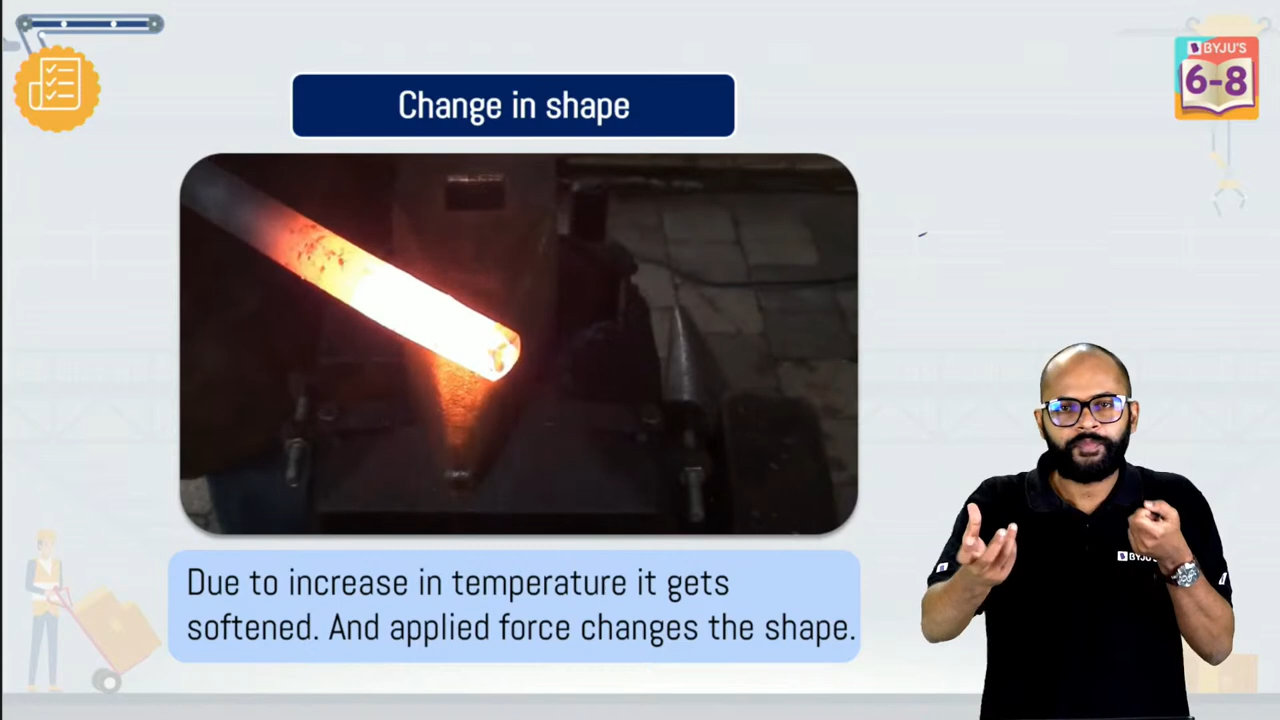 BYJU'S
6-8
Change in shape
Due to increase in temperature it gets
softened. And applied force changes the shape.